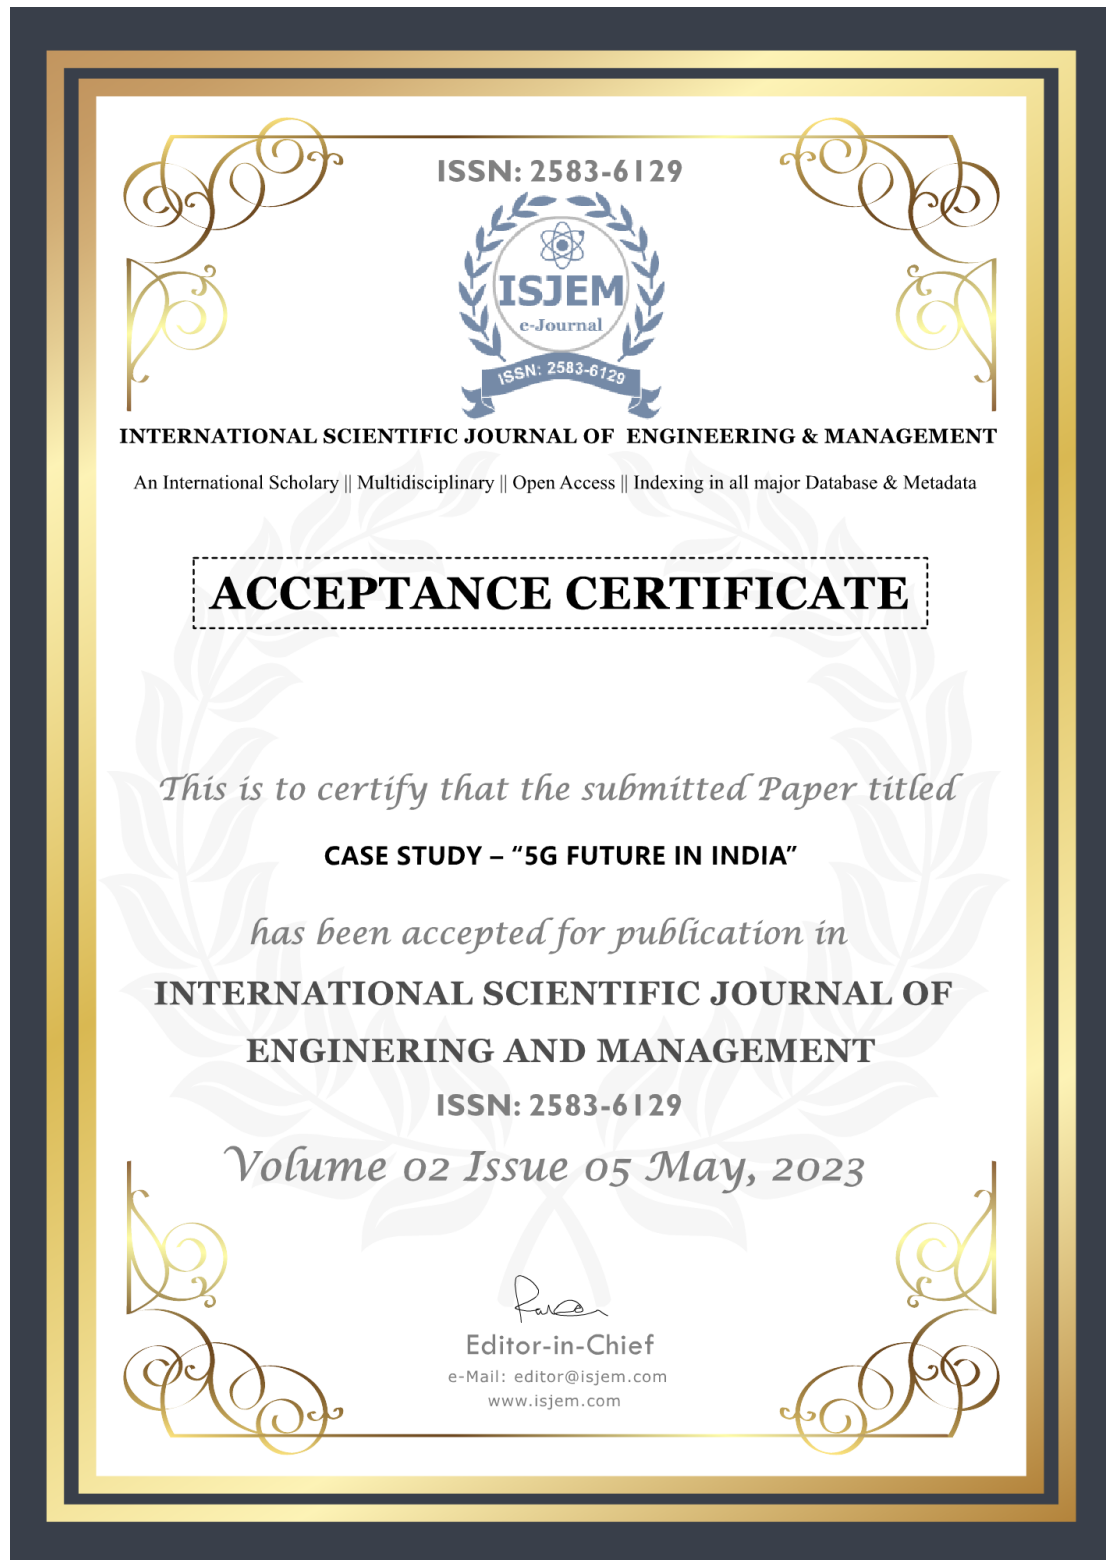 ISSN: 2583-6129
ISJEM
e-Journal
ISSN: 2583-6129
INTERNATIONAL SCIENTIFIC JOURNAL OF ENGINEERING & MANAGEMENT
An International Scholary || Multidisciplinary || Open Access || Indexing in all major Database & Metadata
ACCEPTANCE CERTIFICATE
This is to certify that the submitted Paper titled
CASE STUDY – “5G FUTURE IN INDIA”
has been accepted for publication in
INTERNATIONAL SCIENTIFIC JOURNAL OF
ENGINERING AND MANAGEMENT
ISSN: 2583-6129
Volume 02 Issue 05 May, 2023
Editor-in-Chief
e-Mail: editor@isjem.com
www.isjem.com